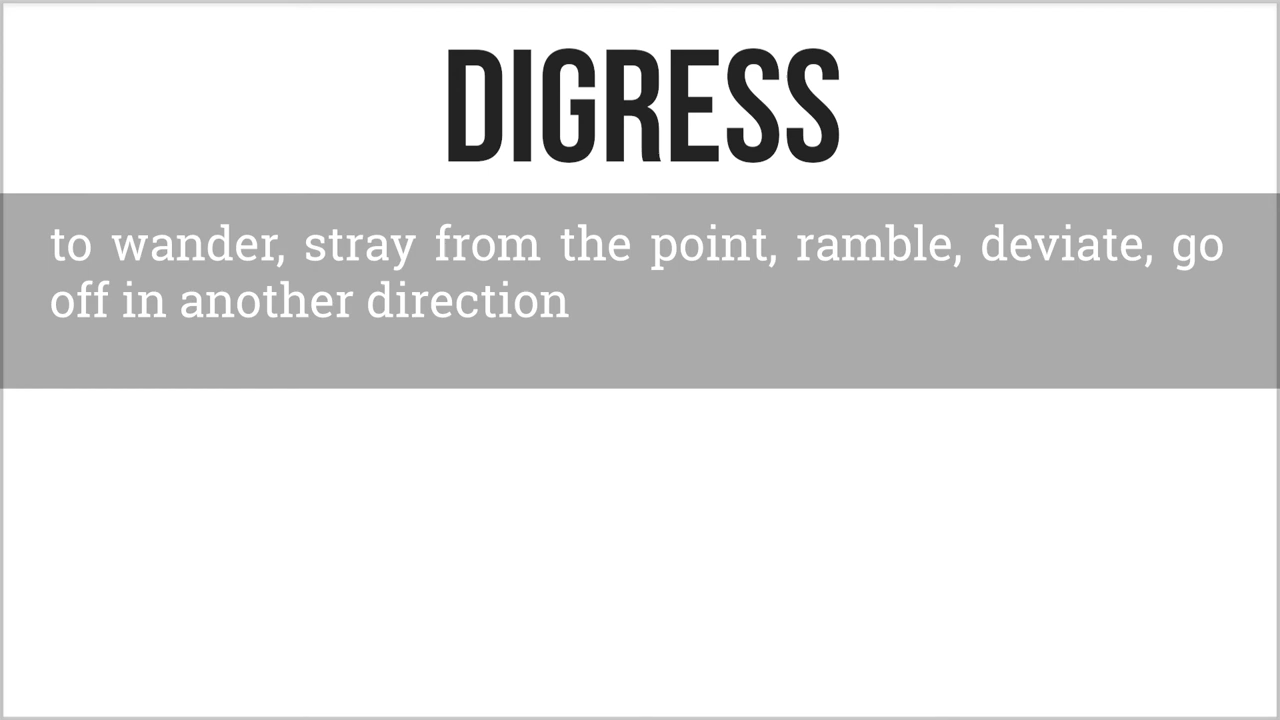 DIGRESS
to wander, stray from the point, ramble, deviate, go
off in another direction